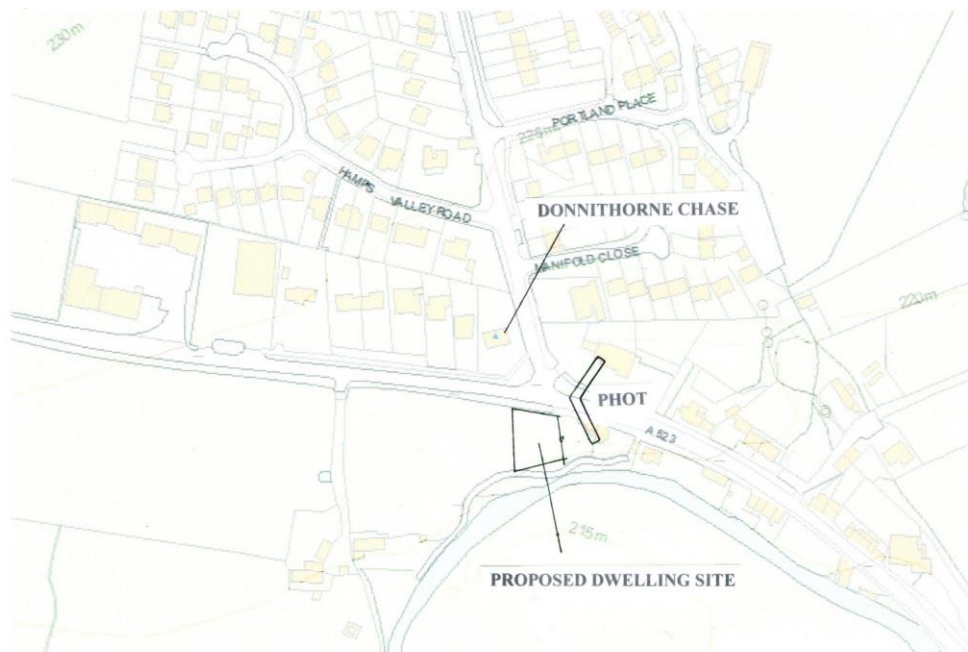 230m
PORTLAND PLACE
HAMPS VALLEY ROAD
DONNITHORNE CHASE
MANIFOLD CLOSE
220m
PHOT
A 523
215m
PROPOSED DWELLING SITE